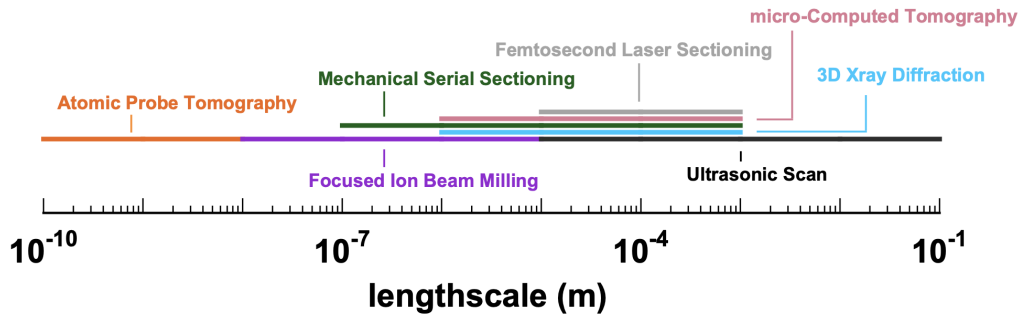 micro-Computed Tomography
Femtosecond Laser Sectioning
3D Xray Diffraction
Mechanical Serial Sectioning
Atomic Probe Tomography
Ultrasonic Scan
Focused Ion Beam Milling
10-10 10-7 10-4 10-1
lengthscale (m)